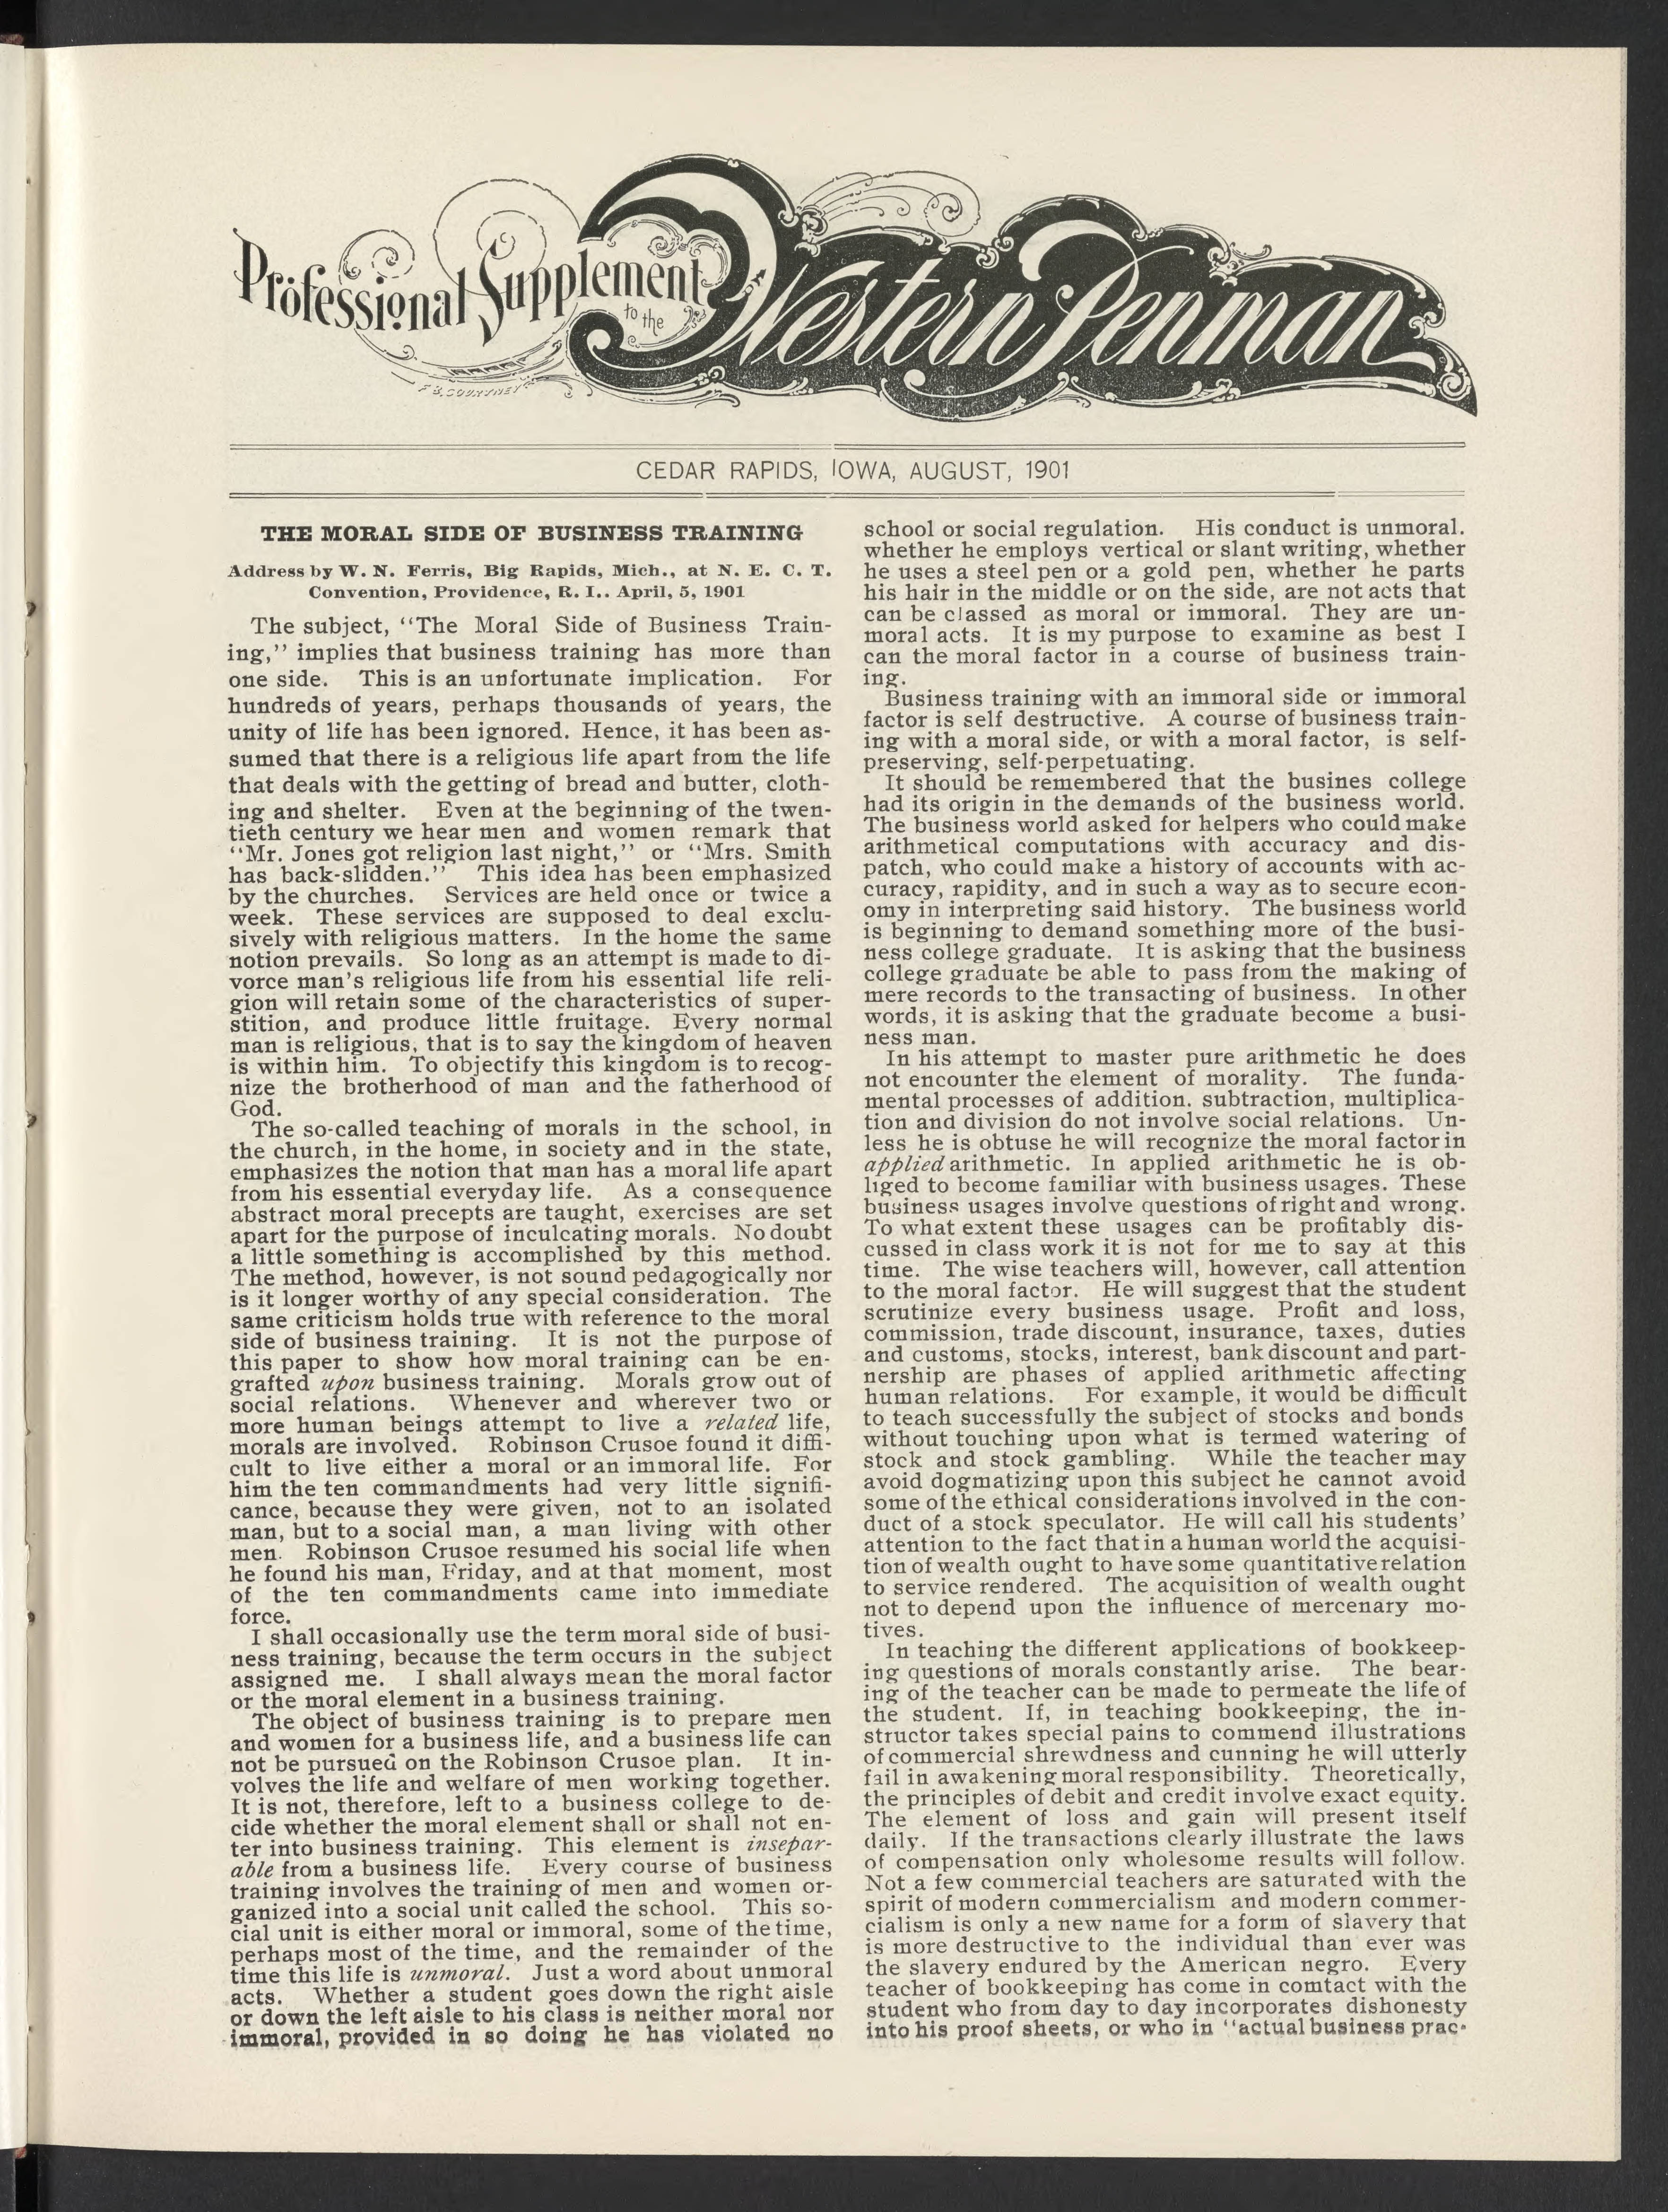 Professional Supplement
to the
Western Penman
F. B. COURTNEY
CEDAR RAPIDS, IOWA, AUGUST, 1901
THE MORAL SIDE OF BUSINESS TRAINING
Address by W. N. Ferris, Big Rapids, Mich., at N. E. C. T.
Convention, Providence, R. I.. April, 5, 1901
The subject, "The Moral Side of Business Train-
ing," implies that business training has more than
one side. This is an unfortunate implication. For
hundreds of years, perhaps thousands of years, the
unity of life has been ignored. Hence, it has been as-
sumed that there is a religious life apart from the life
that deals with the getting of bread and butter, cloth-
ing and shelter. Even at the beginning of the twen-
tieth century we hear men and women remark that
"Mr. Jones got religion last night," or "Mrs. Smith
has back-slidden." This idea has been emphasized
by the churches. Services are held once or twice a
week. These services are supposed to deal exclu-
sively with religious matters. In the home the same
notion prevails. So long as an attempt is made to di-
vorce man's religious life from his essential life reli-
gion will retain some of the characteristics of super-
stition, and produce little fruitage. Every normal
man is religious, that is to say the kingdom of heaven
is within him. To objectify this kingdom is to recog-
nize the brotherhood of man and the fatherhood of
God.
The so-called teaching of morals in the school, in
the church, in the home, in society and in the state,
emphasizes the notion that man has a moral life apart
from his essential everyday life. As a consequence
abstract moral precepts are taught, exercises are set
apart for the purpose of inculcating morals. No doubt
a little something is accomplished by this method.
The method, however, is not sound pedagogically nor
is it longer worthy of any special consideration. The
same criticism holds true with reference to the moral
side of business training. It is not the purpose of
this paper to show how moral training can be en-
grafted upon business training. Morals grow out of
social relations. Whenever and wherever two or
more human beings attempt to live a related life,
morals are involved. Robinson Crusoe found it diffi-
cult to live either a moral or an immoral life. For
him the ten commandments had very little signifi-
cance, because they were given, not to an isolated
man, but to a social man, a man living with other
men. Robinson Crusoe resumed his social life when
he found his man, Friday, and at that moment, most
of the ten commandments came into immediate
force.
I shall occasionally use the term moral side of busi-
ness training, because the term occurs in the subject
assigned me. I shall always mean the moral factor
or the moral element in a business training.
The object of business training is to prepare men
and women for a business life, and a business life can
not be pursued on the Robinson Crusoe plan. It in-
volves the life and welfare of men working together.
It is not, therefore, left to a business college to de-
cide whether the moral element shall or shall not en-
ter into business training. This element is insepar-
able from a business life. Every course of business
training involves the training of men and women or-
ganized into a social unit called the school. This so-
cial unit is either moral or immoral, some of the time,
perhaps most of the time, and the remainder of the
time this life is unmoral. Just a word about unmoral
acts. Whether a student goes down the right aisle
or down the left aisle to his class is neither moral nor
immoral, provided in so doing he has violated no
school or social regulation. His conduct is unmoral.
whether he employs vertical or slant writing, whether
he uses a steel pen or a gold pen, whether he parts
his hair in the middle or on the side, are not acts that
can be classed as moral or immoral. They are un-
moral acts. It is my purpose to examine as best I
can the moral factor in a course of business train-
ing.
Business training with an immoral side or immoral
factor is self destructive. A course of business train-
ing with a moral side, or with a moral factor, is self-
preserving, self-perpetuating.
It should be remembered that the busines college
had its origin in the demands of the business world.
The business world asked for helpers who could make
arithmetical computations with accuracy and dis-
patch, who could make a history of accounts with ac-
curacy, rapidity, and in such a way as to secure econ-
omy in interpreting said history. The business world
is beginning to demand something more of the busi-
ness college graduate. It is asking that the business
college graduate be able to pass from the making of
mere records to the transacting of business. In other
words, it is asking that the graduate become a busi-
ness man.
In his attempt to master pure arithmetic he does
not encounter the element of morality. The funda-
mental processes of addition. subtraction, multiplica-
tion and division do not involve social relations. Un-
less he is obtuse he will recognize the moral factor in
applied arithmetic. In applied arithmetic he is ob-
liged to become familiar with business usages. These
business usages involve questions of right and wrong.
To what extent these usages can be profitably dis-
cussed in class work it is not for me to say at this
time. The wise teachers will, however, call attention
to the moral factor. He will suggest that the student
scrutinize every business usage. Profit and loss,
commission, trade discount, insurance, taxes, duties
and customs, stocks, interest, bank discount and part-
nership are phases of applied arithmetic affecting
human relations. For example, it would be difficult
to teach successfully the subject of stocks and bonds
without touching upon what is termed watering of
stock and stock gambling. While the teacher may
avoid dogmatizing upon this subject he cannot avoid
some of the ethical considerations involved in the con-
duct of a stock speculator. He will call his students'
attention to the fact that in a human world the acquisi-
tion of wealth ought to have some quantitative relation
to service rendered. The acquisition of wealth ought
not to depend upon the influence of mercenary mo-
tives.
In teaching the different applications of bookkeep-
ing questions of morals constantly arise. The bear-
ing of the teacher can be made to permeate the life of
the student. If, in teaching bookkeeping, the in-
structor takes special pains to commend illustrations
of commercial shrewdness and cunning he will utterly
fail in awakening moral responsibility. Theoretically,
the principles of debit and credit involve exact equity.
The element of loss and gain will present itself
daily. If the transactions clearly illustrate the laws
of compensation only wholesome results will follow.
Not a few commercial teachers are saturated with the
spirit of modern commercialism and modern commer-
cialism is only a new name for a form of slavery that
is more destructive to the individual than ever was
the slavery endured by the American negro. Every
teacher of bookkeeping has come in comtact with the
student who from day to day incorporates dishonesty
into his proof sheets, or who in "actual business prac-